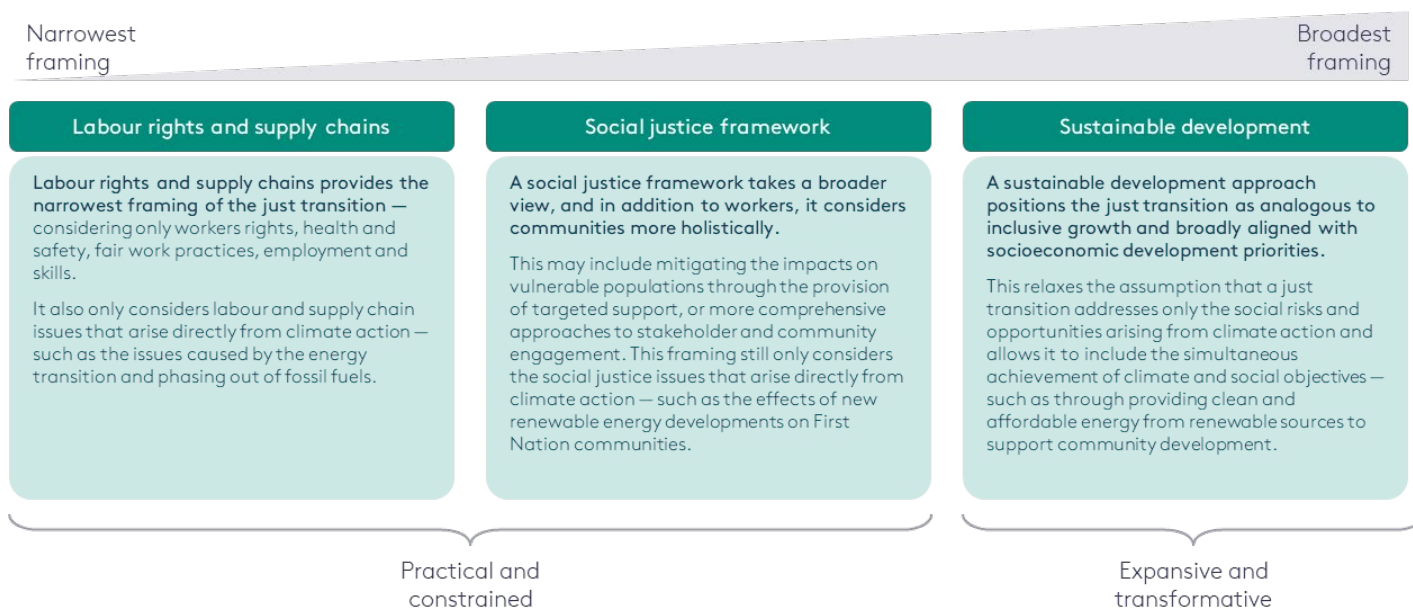 Narrowest
framing
Broadest
framing
Labour rights and supply chains
Labour rights and supply chains provides the
narrowest framing of the just transition —
considering only workers rights, health and
safety, fair work practices, employment and
skills.
It also only considers labour and supply chain
issues that arise directly from climate action —
such as the issues caused by the energy
transition and phasing out of fossil fuels.
Social justice framework
A social justice framework takes a broader
view, and in addition to workers, it considers
communities more holistically.
This may include mitigating the impacts on
vulnerable populations through the provision
of targeted support, or more comprehensive
approaches to stakeholder and community
engagement. This framing still only considers
the social justice issues that arise directly from
climate action — such as the effects of new
renewable energy developments on First
Nation communities.
Sustainable development
A sustainable development approach
positions the just transition as analogous to
inclusive growth and broadly aligned with
socioeconomic development priorities.
This relaxes the assumption that a just
transition addresses only the social risks and
opportunities arising from climate action and
allows it to include the simultaneous
achievement of climate and social objectives —
such as through providing clean and
affordable energy from renewable sources to
support community development.
Practical and
constrained
Expansive and
transformative